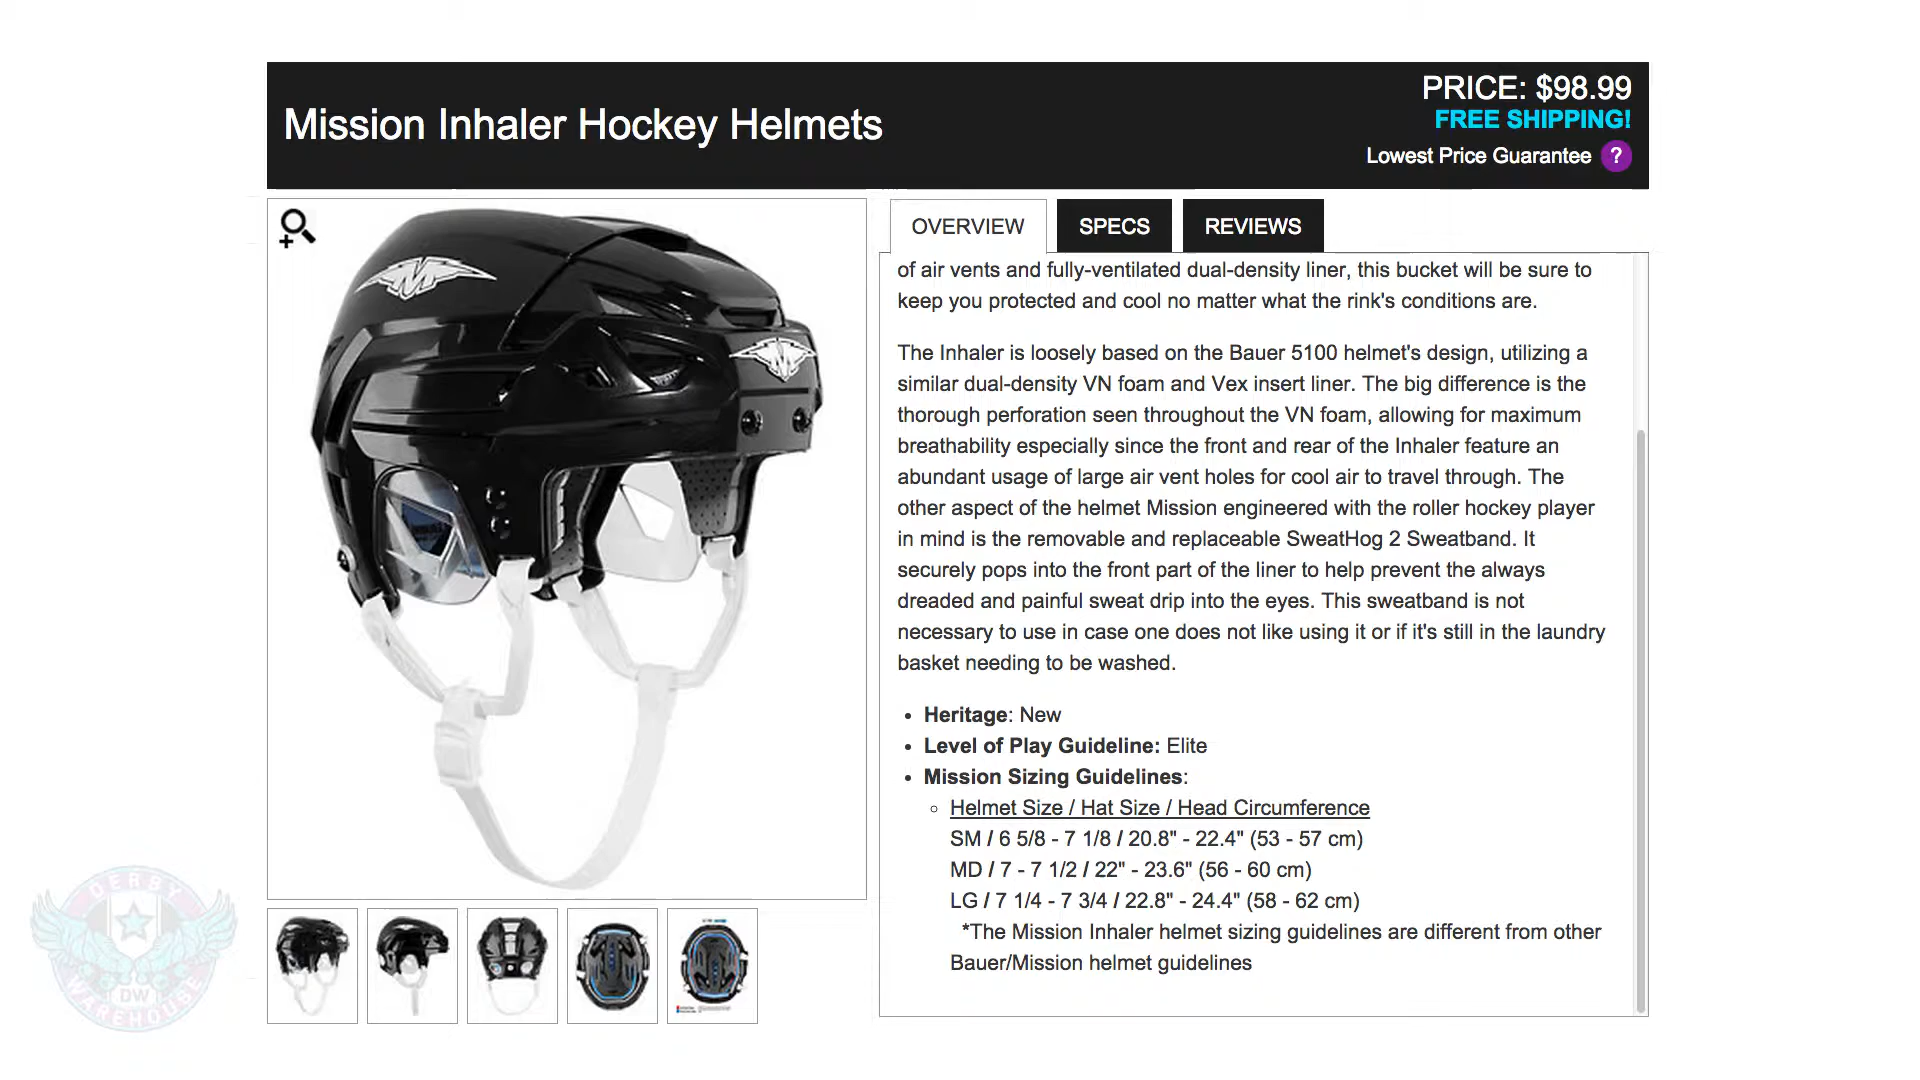 Mission Inhaler Hockey Helmets
PRICE: $98.99
FREE SHIPPING!
Lowest Price Guarantee ?
OVERVIEW
SPECS
REVIEWS
of air vents and fully-ventilated dual-density liner, this bucket will be sure to
keep you protected and cool no matter what the rink's conditions are.
The Inhaler is loosely based on the Bauer 5100 helmet's design, utilizing a
similar dual-density VN foam and Vex insert liner. The big difference is the
thorough perforation seen throughout the VN foam, allowing for maximum
breathability especially since the front and rear of the Inhaler feature an
abundant usage of large air vent holes for cool air to travel through. The
other aspect of the helmet Mission engineered with the roller hockey player
in mind is the removable and replaceable SweatHog 2 Sweatband. It
securely pops into the front part of the liner to help prevent the always
dreaded and painful sweat drip into the eyes. This sweatband is not
necessary to use in case one does not like using it or if it's still in the laundry
basket needing to be washed.
• Heritage: New
• Level of Play Guideline: Elite
• Mission Sizing Guidelines:
Helmet Size / Hat Size / Head Circumference
SM / 6 5/8 - 7 1/8 / 20.8" - 22.4" (53 - 57 cm)
MD / 7 - 7 1/2 / 22" - 23.6" (56 - 60 cm)
LG / 7 1/4 - 7 3/4 / 22.8" - 24.4" (58 - 62 cm)
*The Mission Inhaler helmet sizing guidelines are different from other
Bauer/Mission helmet guidelines
DERBY
DW
WAREHOUSE